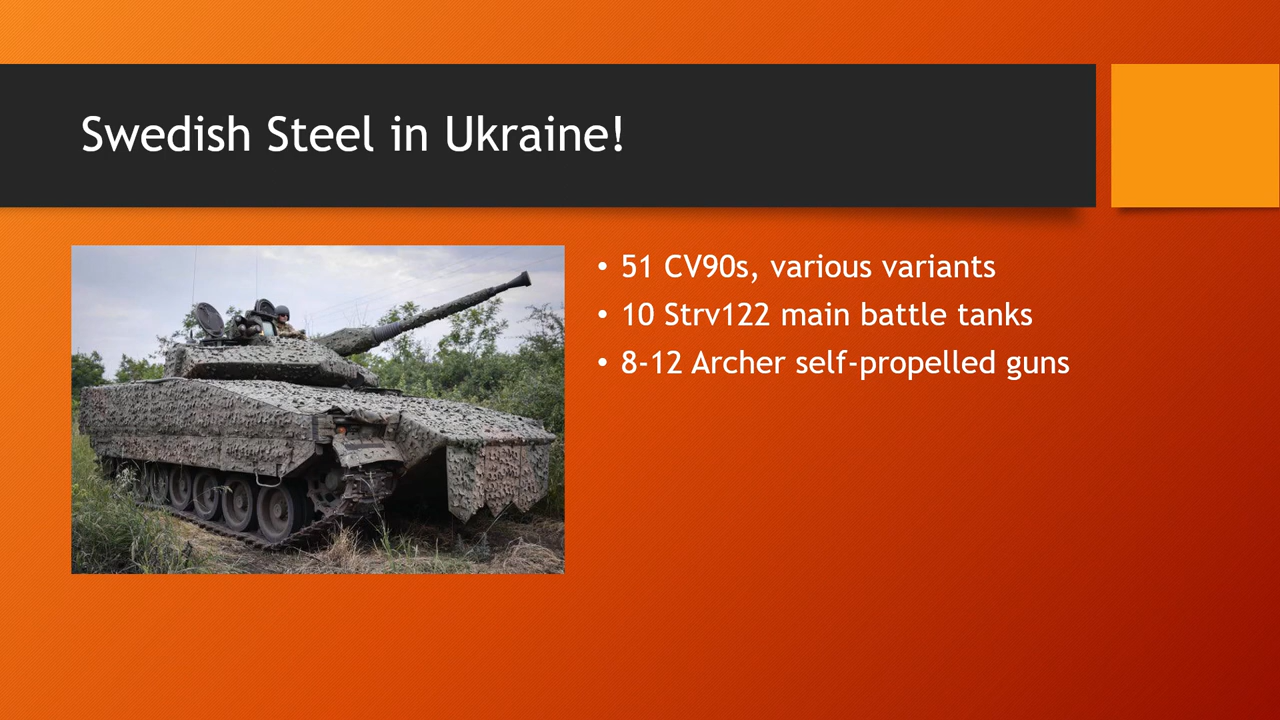 Swedish Steel in Ukraine!
• 51 CV90s, various variants
• 10 Strv122 main battle tanks
• 8-12 Archer self-propelled guns